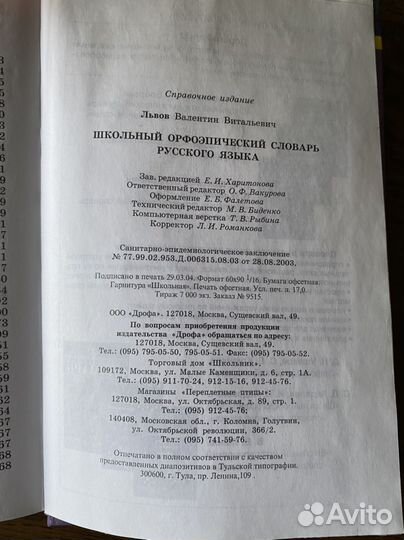 Справочное издание
Львов Валентин Витальевич
ШКОЛЬНЫЙ ОРФОЭПИЧЕСКИЙ СЛОВАРЬ
РУССКОГО ЯЗЫКА
Зав. редакцией Е. И. Харитонова
Ответственный редактор О. Ф. Вакурова
Оформление Е. Б. Фалетова
Технический редактор М. В. Биденко
Компьютерная верстка Т. В. Рыбина
Корректор Л. И. Романкова
Санитарно-эпидемиологическое заключение
№ 77.99.02.953.Д.006315.08.03 от 28.08.2003.
Подписано в печать 29.03.04. Формат 60x90 1/16. Бумага офсетная.
Гарнитура «Школьная». Печать офсетная. Усл. печ. л. 17,0.
Тираж 7 000 экз. Заказ № 9515.
ООО «Дрофа». 127018, Москва, Сущевский вал, 49.
По вопросам приобретения продукции
издательства «Дрофа» обращаться по адресу:
127018, Москва, Сущевский вал, 49.
Тел.: (095) 795-05-50, 795-05-51. Факс: (095) 795-05-52.
Торговый дом «Школьник».
109172, Москва, ул. Малые Каменщики, д. 6, стр. 1А.
Тел.: (095) 911-70-24, 912-15-16, 912-45-76.
Магазины «Переплетные птицы»:
127018, Москва, ул. Октябрьская, д. 89, стр. 1.
Тел.: (095) 912-45-76;
140408, Московская обл., г. Коломна, Голутвин,
ул. Октябрьской революции, 366/2.
Тел.: (095) 741-59-76.
Отпечатано в полном соответствии с качеством
предоставленных диапозитивов в Тульской типографии.
300600, г. Тула, пр. Ленина,109.
Avito